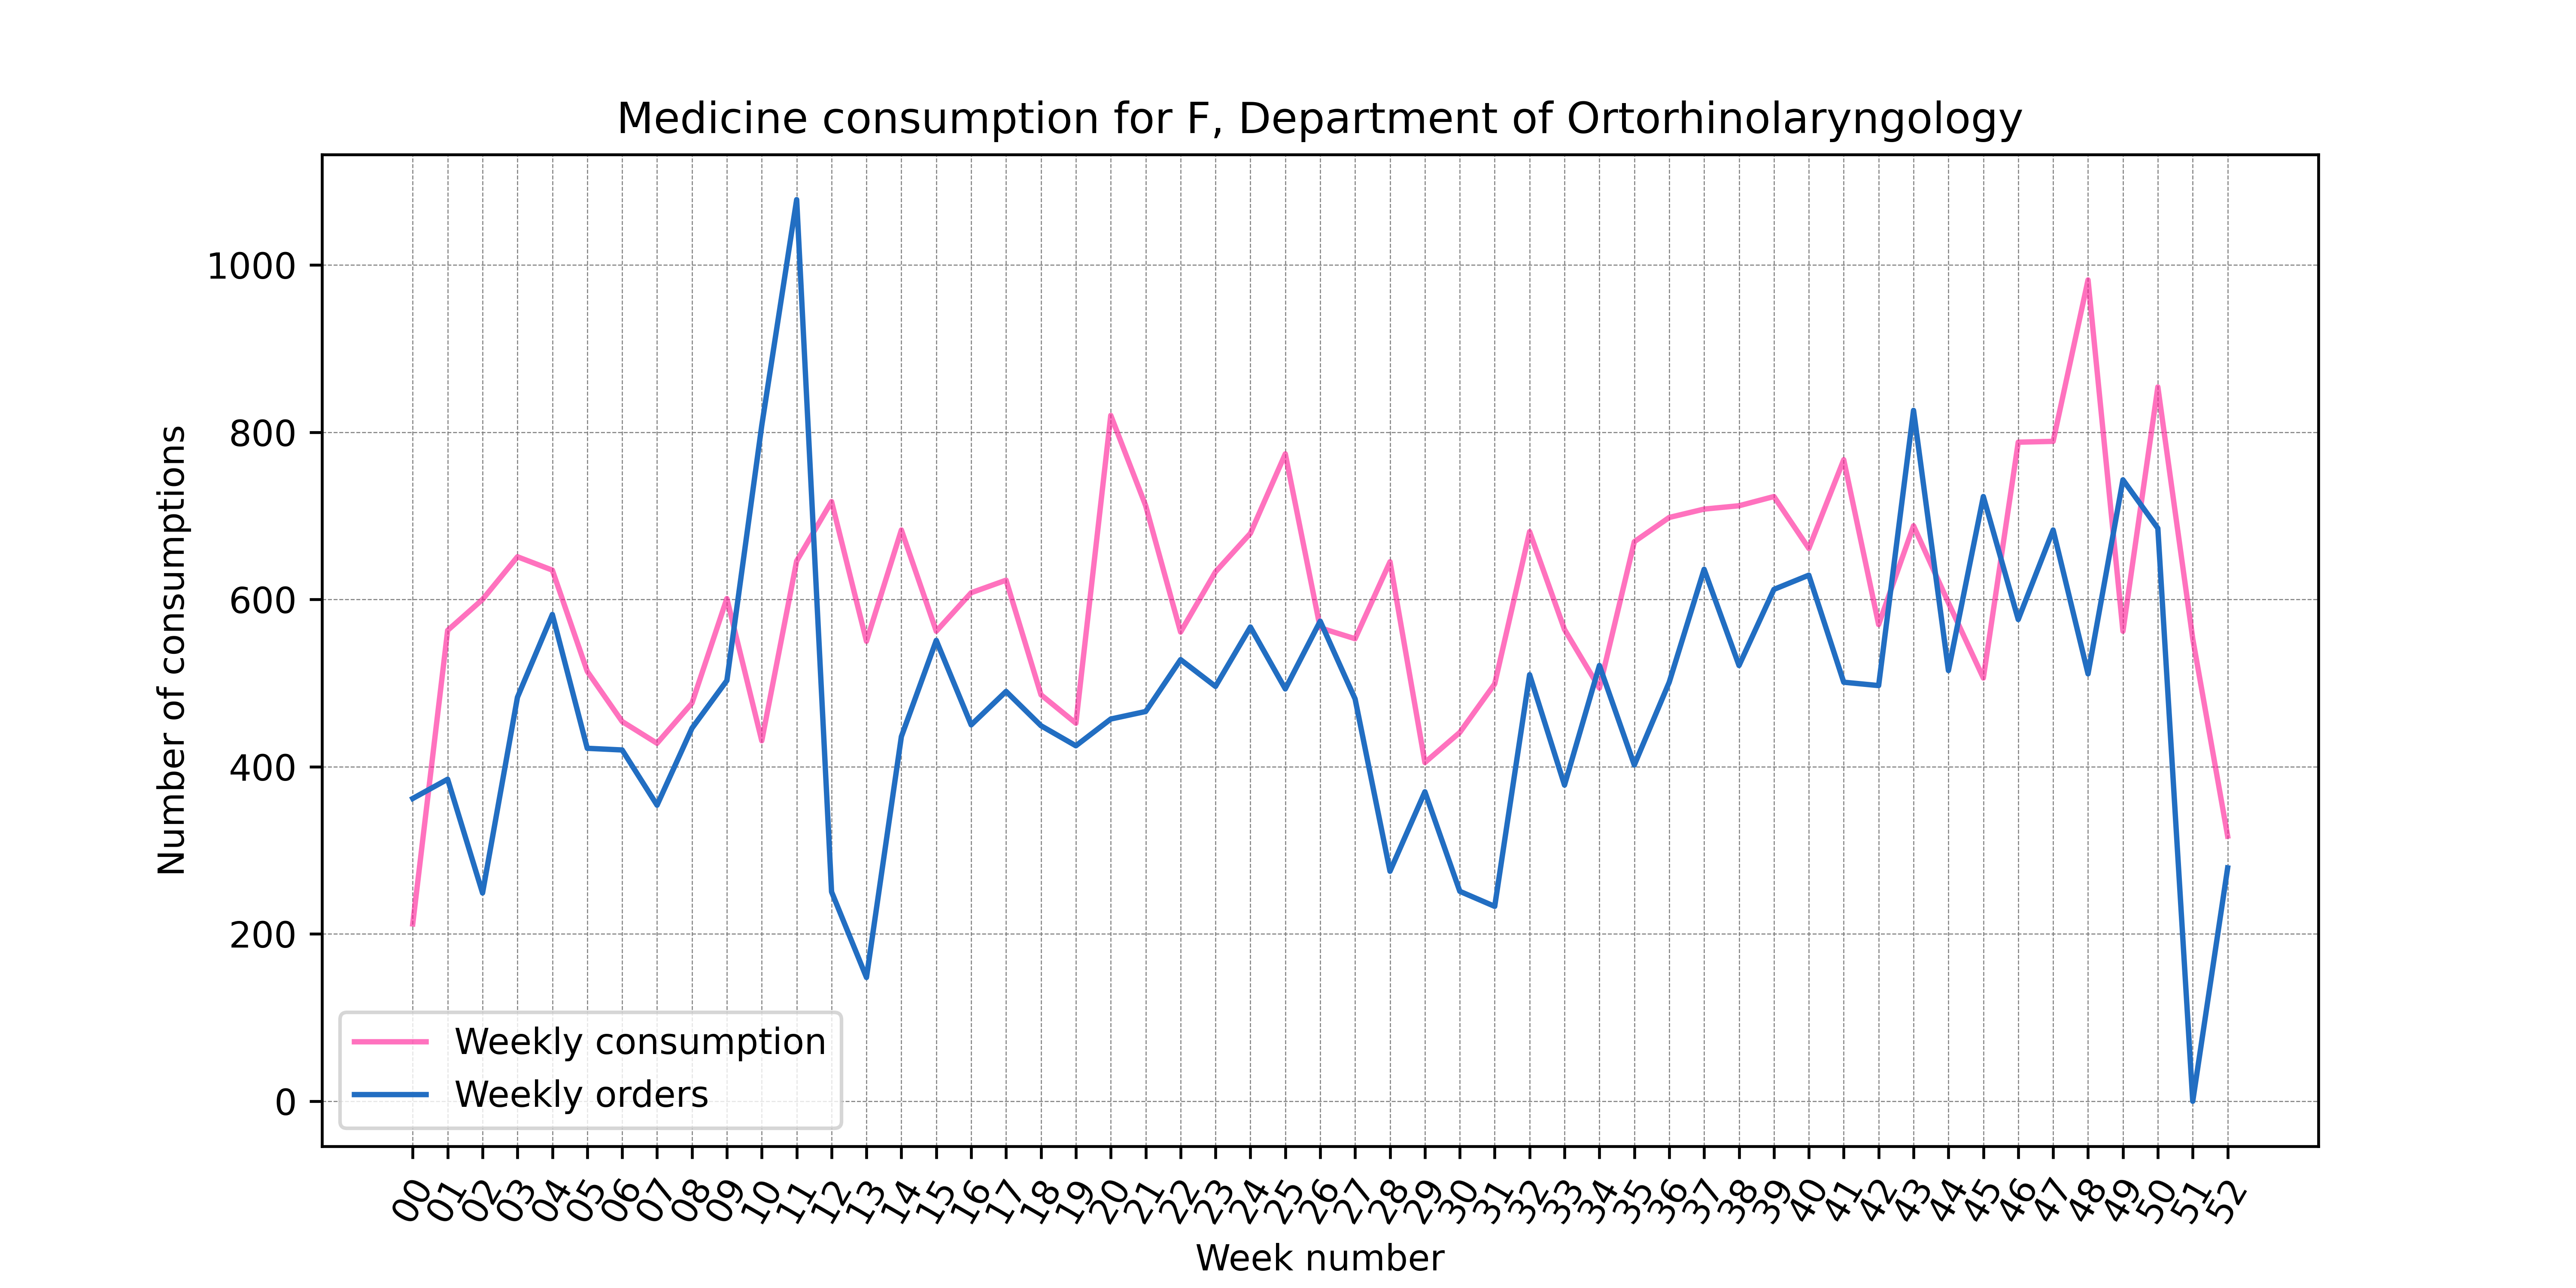 Medicine consumption for F, Department of Ortorhinolaryngology
Number of consumptions
1000
800
600
400
200
0
Weekly consumption
Weekly orders
00 01 02 03 04 05 06 07 08 09 10 11 12 13 14 15 16 17 18 19 20 21 22 23 24 25 26 27 28 29 30 31 32 33 34 35 36 37 38 39 40 41 42 43 44 45 46 47 48 49 50 51 52
Week number